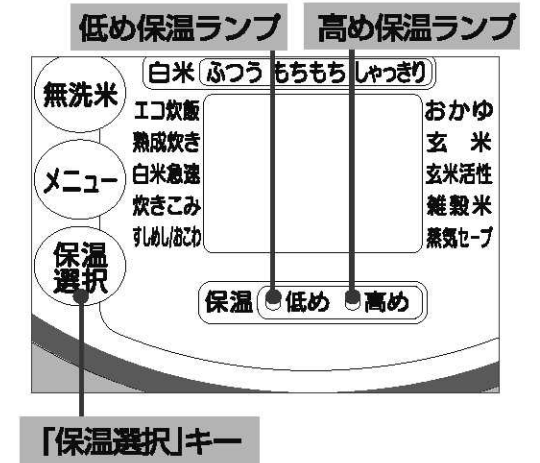 低め保温ランプ 高め保温ランプ
無洗米
メニュー
保温
選択
白米 ふつう もちもち しゃっきり
エコ炊飯
熟成炊き
白米急速
炊きこみ
すしめし/おこわ
おかゆ
玄 米
玄米活性
雑穀米
蒸気セーブ
保温 低め 高め
「保温選択」キー